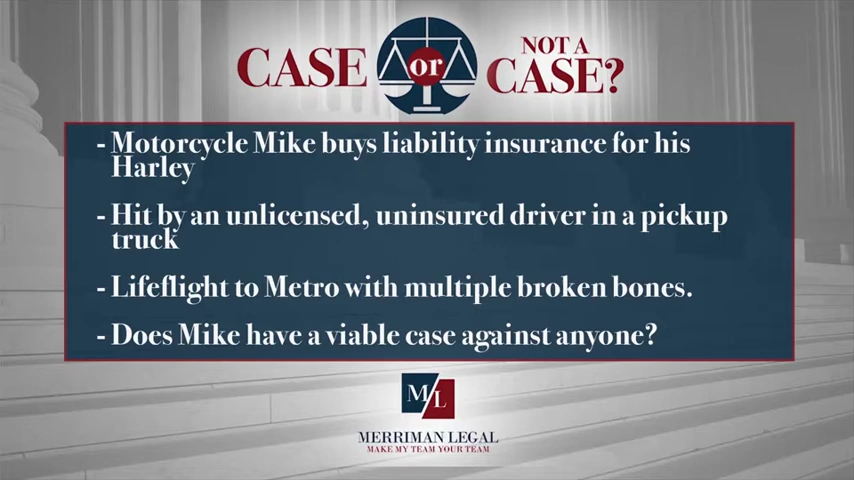 CASE or NOT A CASE?
- Motorcycle Mike buys liability insurance for his
Harley
- Hit by an unlicensed, uninsured driver in a pickup
truck
- Lifeflight to Metro with multiple broken bones.
- Does Mike have a viable case against anyone?
M/L
MERRIMAN LEGAL
MAKE MY TEAM YOUR TEAM